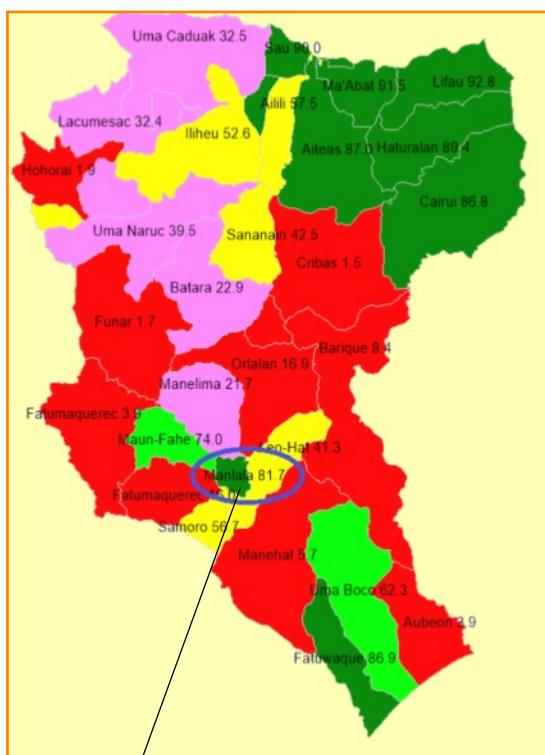 Uma Caduak 32.5
Sau 90.0
Ma'Abat 91.5
Lifau 92.8
Ailili 57.5
Lacumesac 32.4
Iliheu 52.6
Aiteas 87.0
Haturalan 89.4
Hohorai 1.9
Cairui 86.8
Uma Naruc 39.5
Sananain 42.5
Cribas 1.5
Batara 22.9
Funar 1.7
Barique 8.4
Orlalan 16.9
Manelima 21.7
Fatumaquerec 3.9
Maun-Fahe 74.0
Leo-Hat 41.3
Manlala 81.7
Fatumaquerec
Samoro 56.7
Manehat 5.7
Uma Boco 62.3
Aubeon 3.9
Fatuwaque 86.9